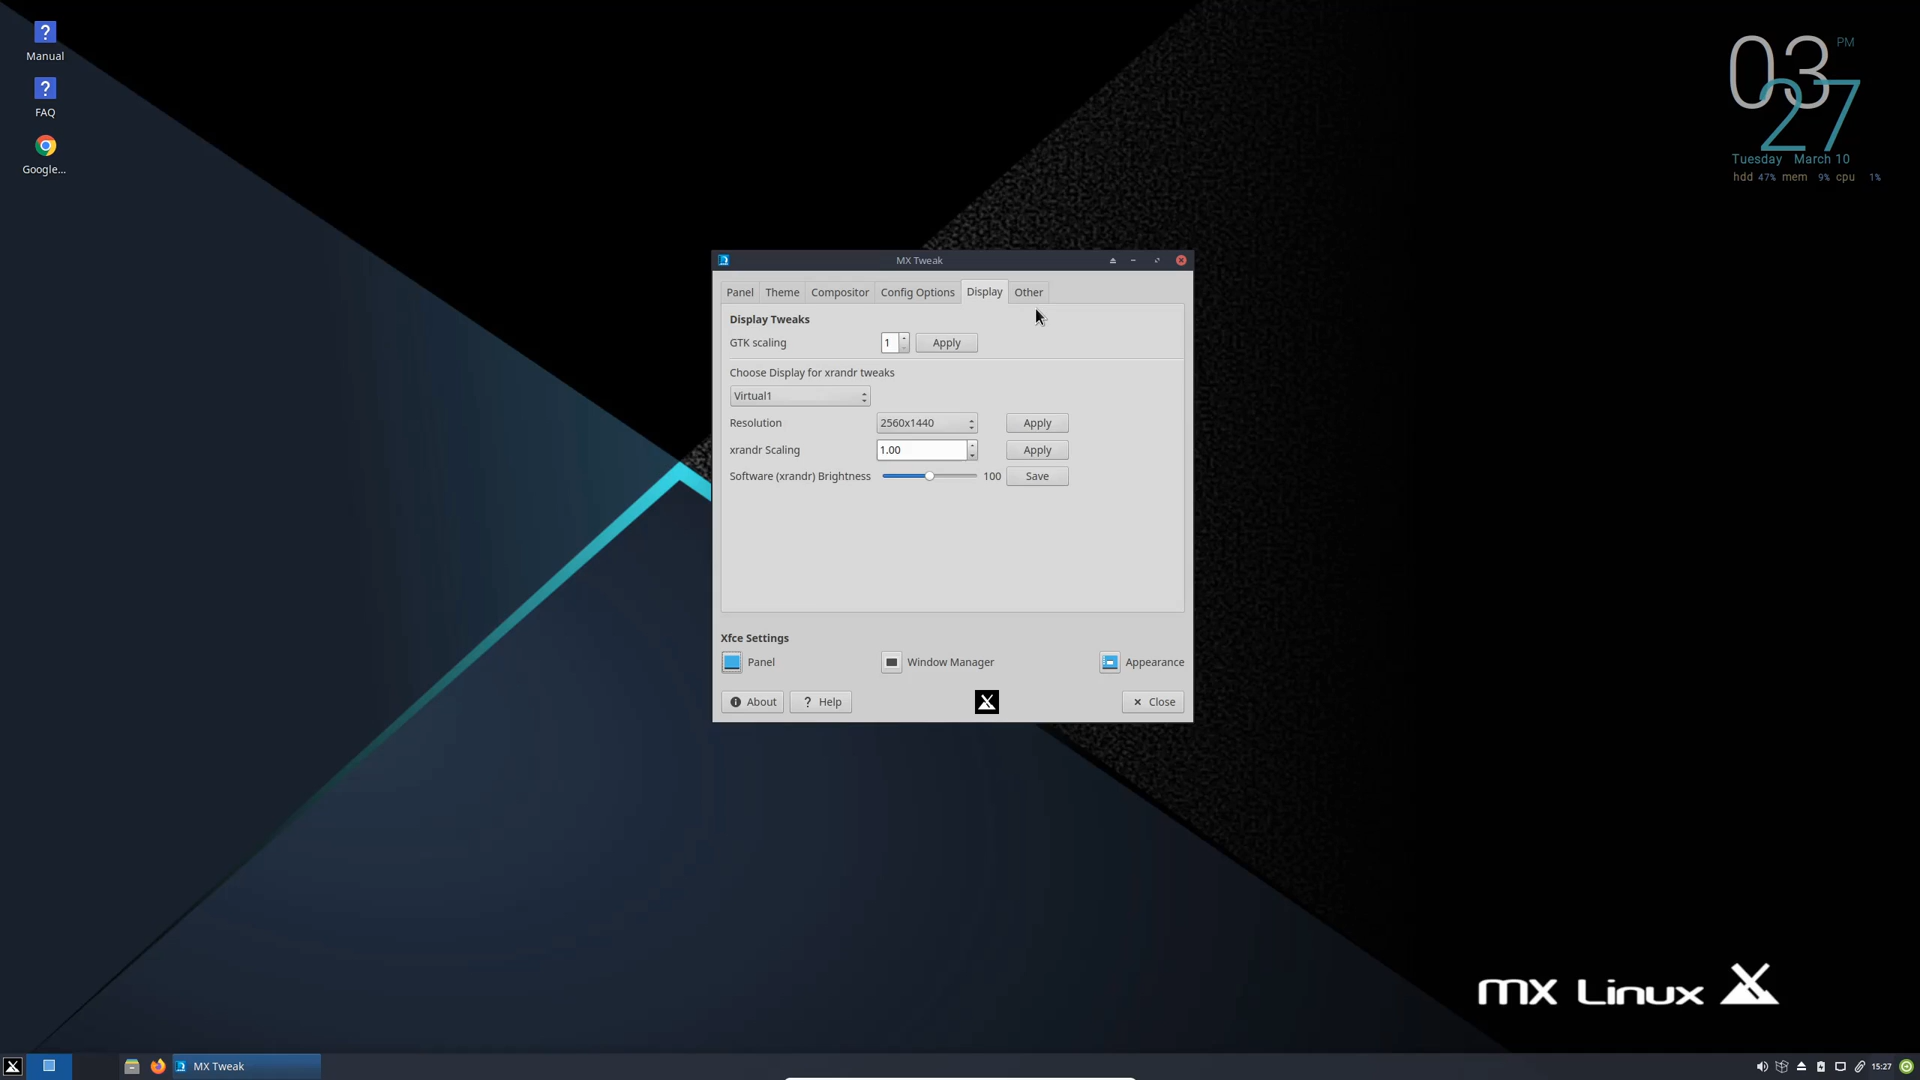 Manual
FAQ
Google...
03 PM
27
Tuesday March 10
hdd 47% mem 9% cpu 1%
MX Tweak
Panel Theme Compositor Config Options Display Other
Display Tweaks
GTK scaling 1 Apply
Choose Display for xrandr tweaks
Virtual1
Resolution 2560x1440 Apply
xrandr Scaling 1.00 Apply
Software (xrandr) Brightness 100 Save
Xfce Settings
Panel Window Manager Appearance
About ? Help Close
mx Linux
MX Tweak 15:27